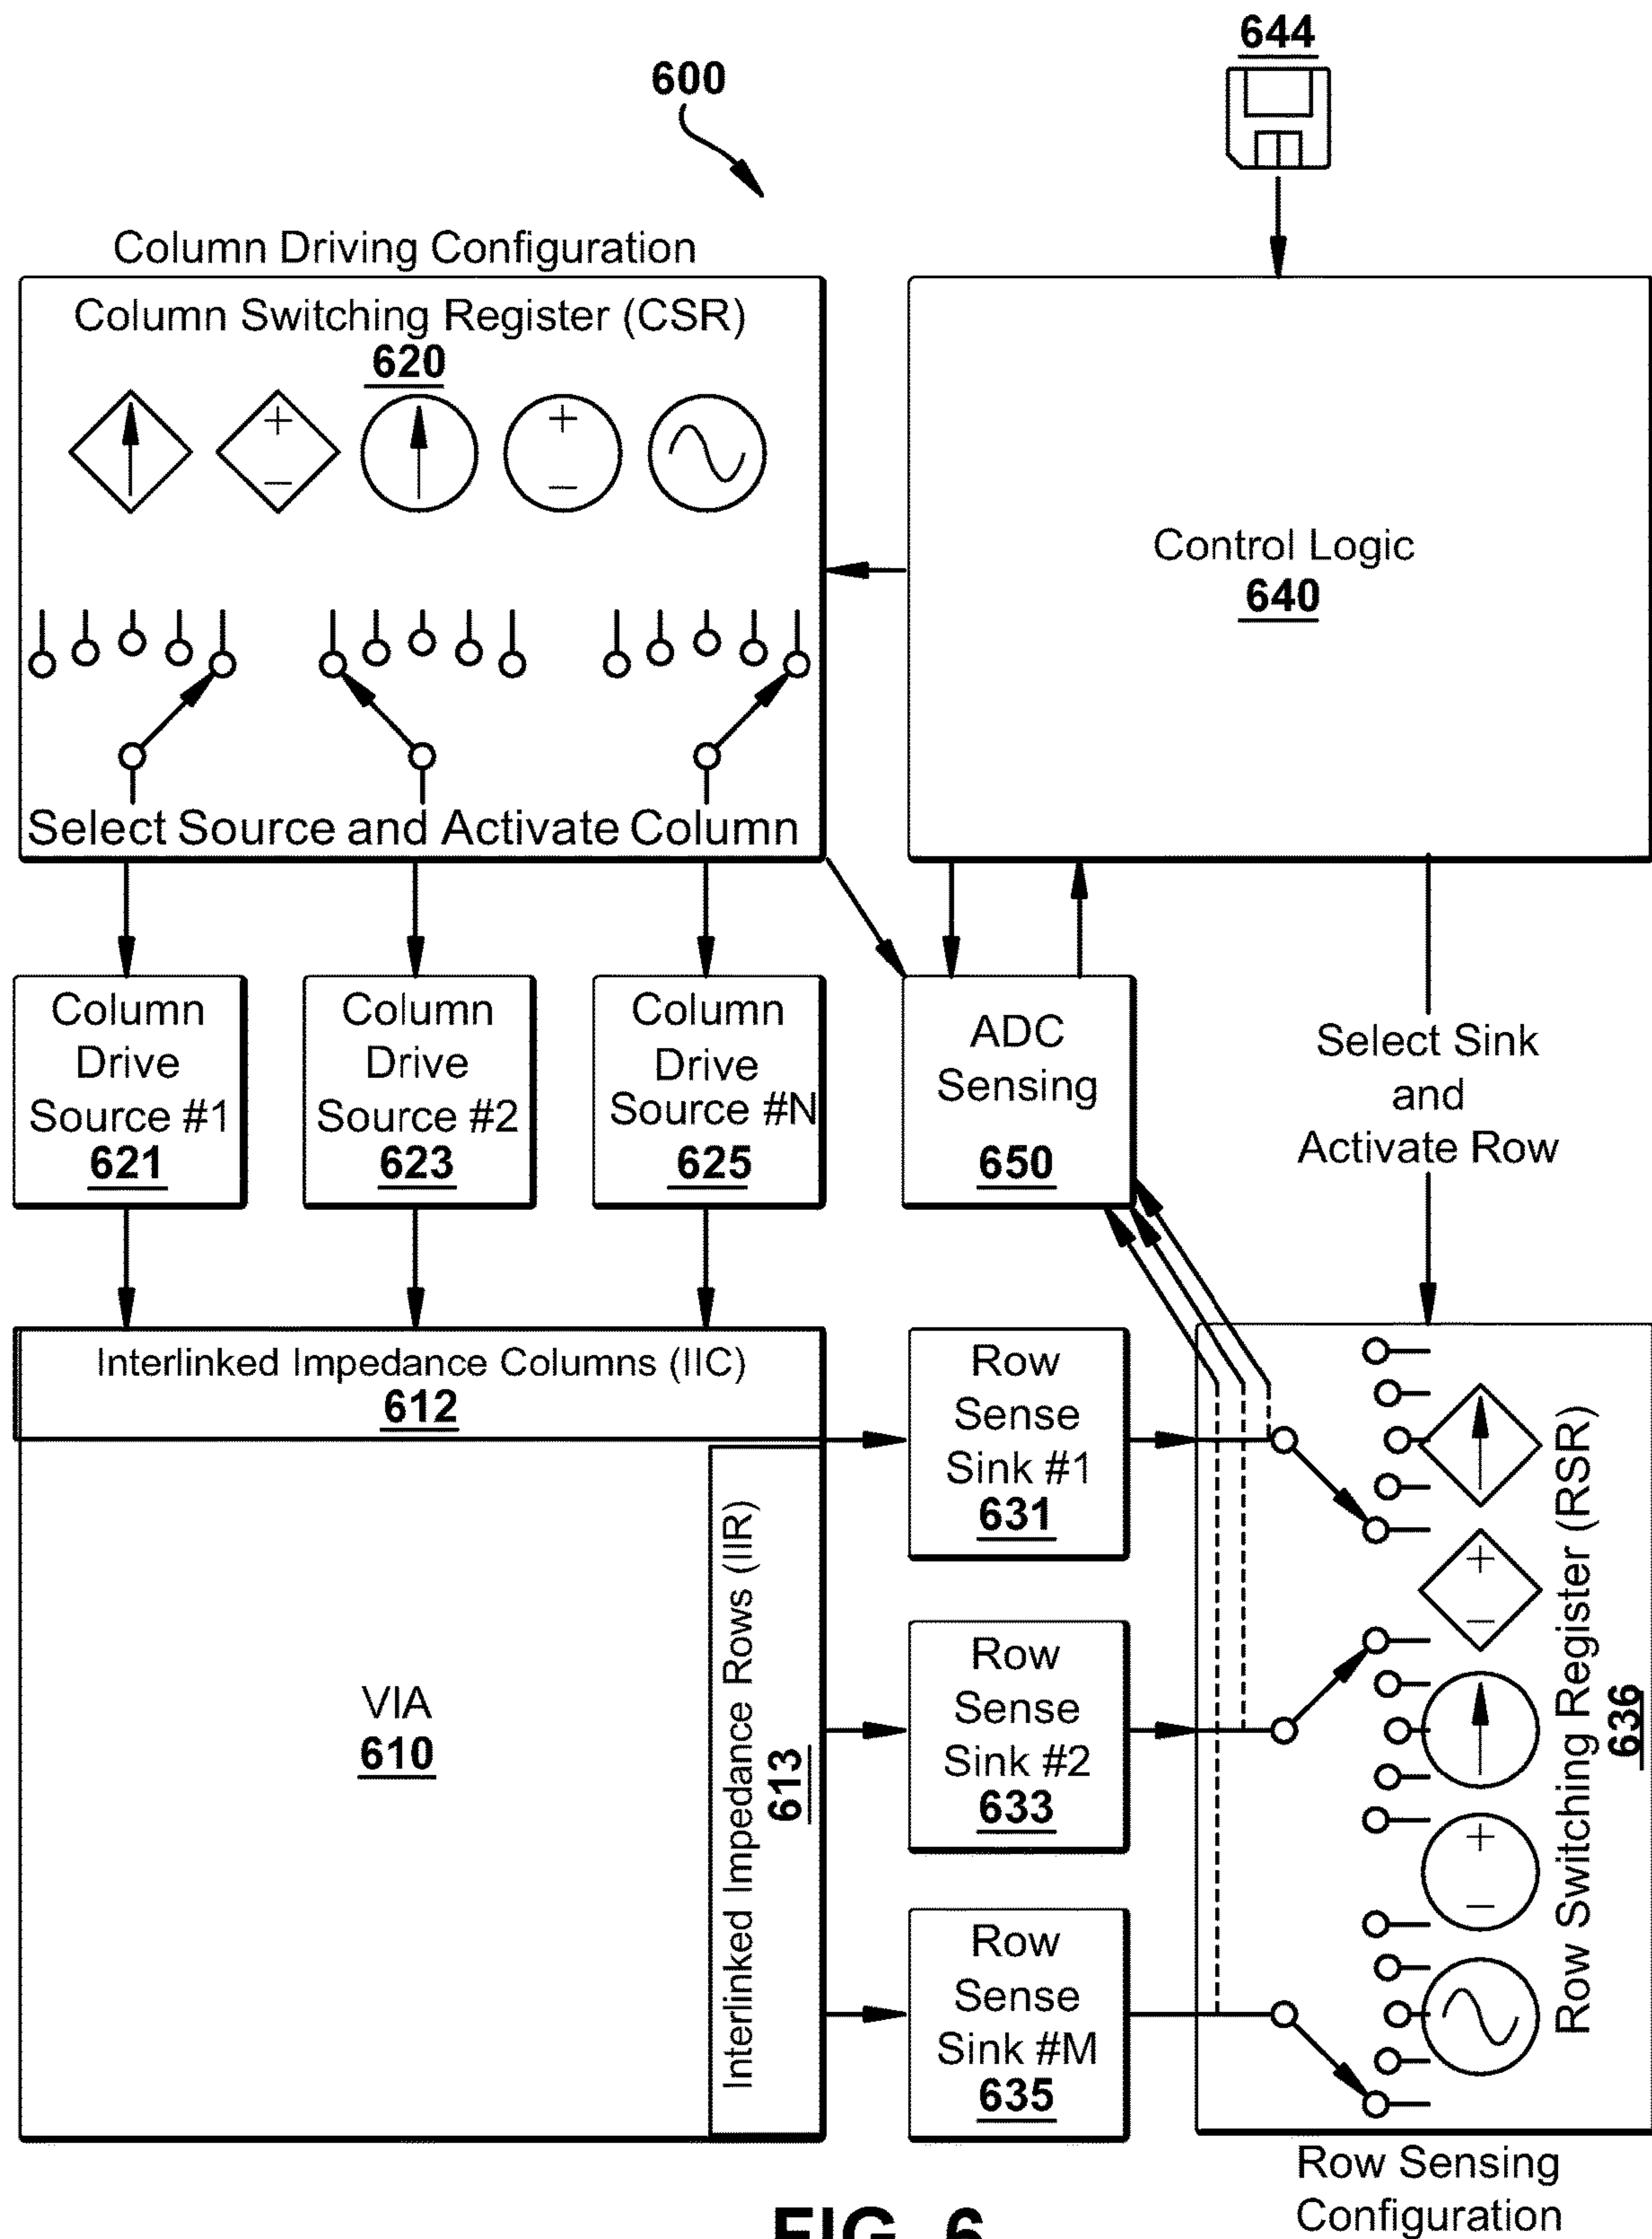 644
600
Column Driving Configuration
Column Switching Register (CSR)
620
+
−
+
−
Select Source and Activate Column
Control Logic
640
Column
Drive
Source #1
621
Column
Drive
Source #2
623
Column
Drive
Source #N
625
ADC
Sensing
650
Select Sink
and
Activate Row
Interlinked Impedance Columns (IIC)
612
VIA
610
Interlinked Impedance Rows (IIR)
613
Row
Sense
Sink #1
631
Row
Sense
Sink #2
633
Row
Sense
Sink #M
635
+
−
+
−
Row Switching Register (RSR)
636
Row Sensing
Configuration
FIG. 6